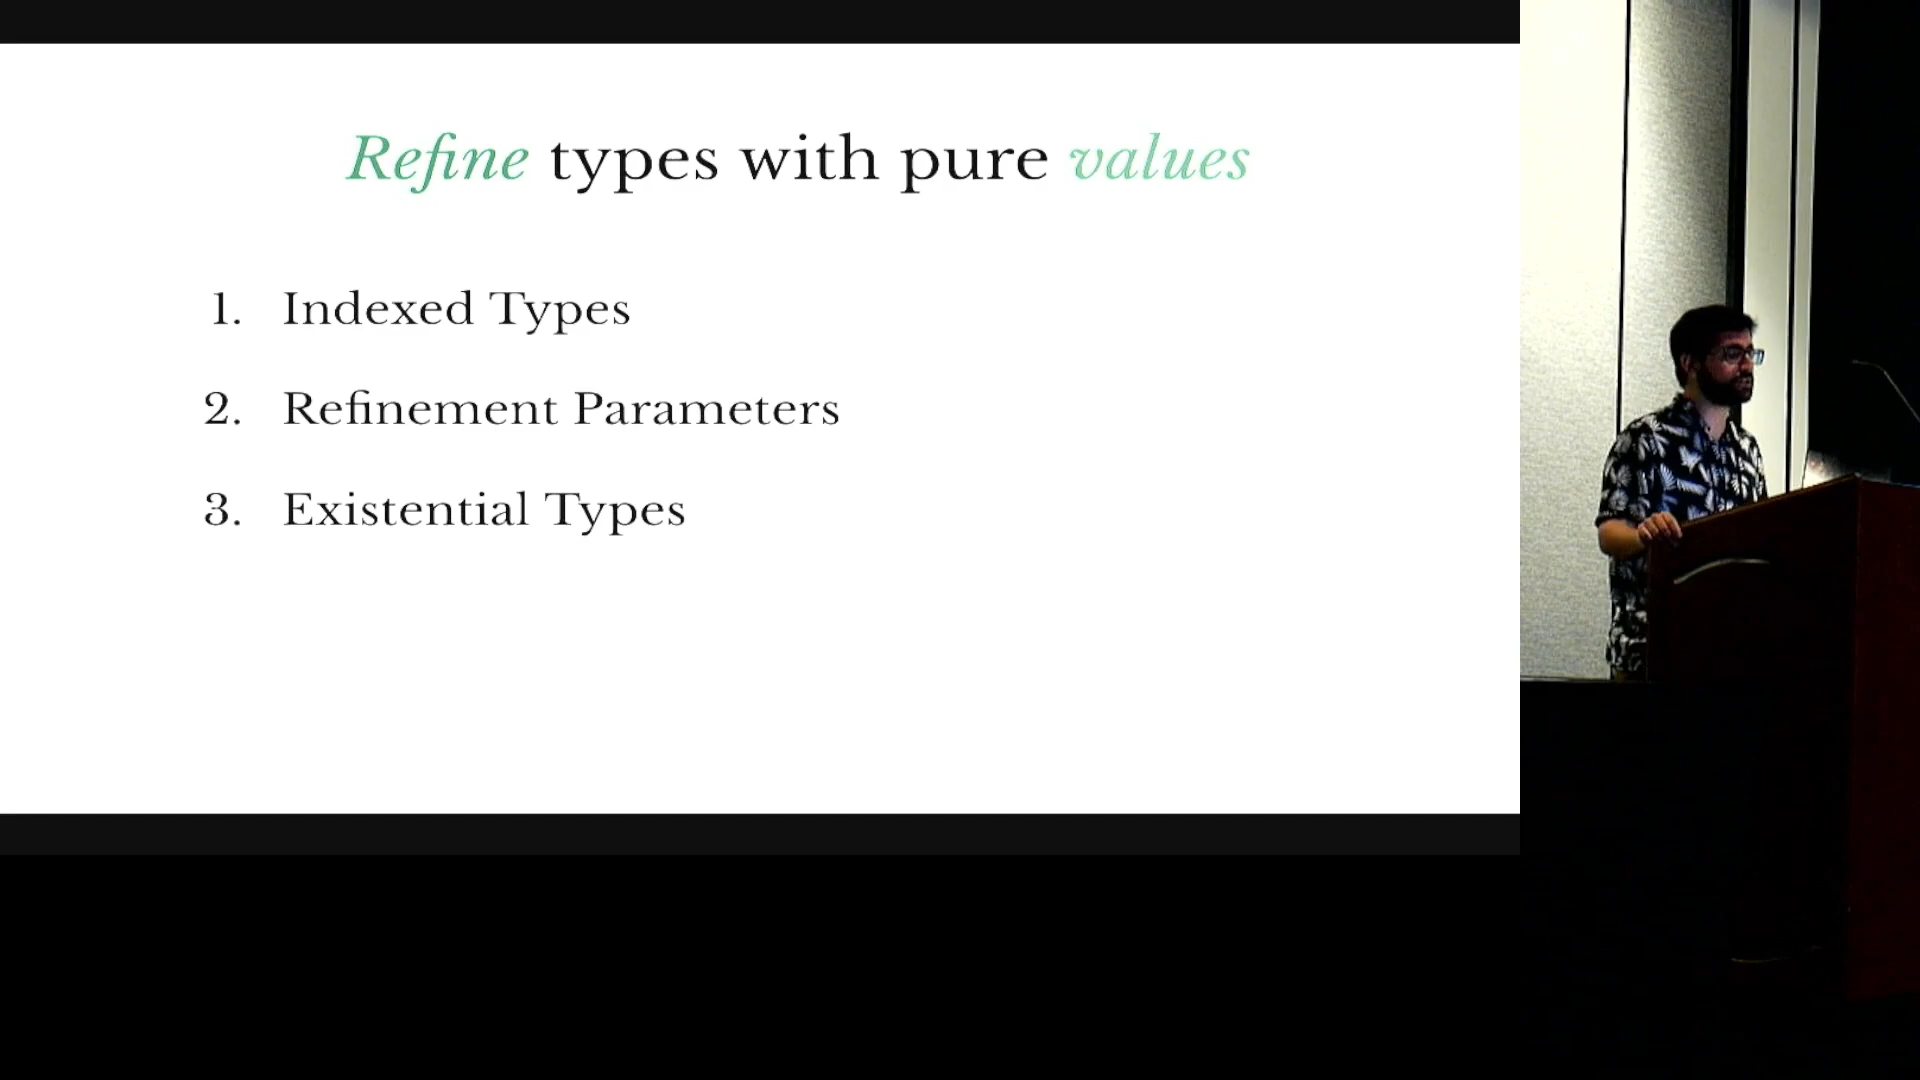 Refine types with pure values
1. Indexed Types
2. Refinement Parameters
3. Existential Types